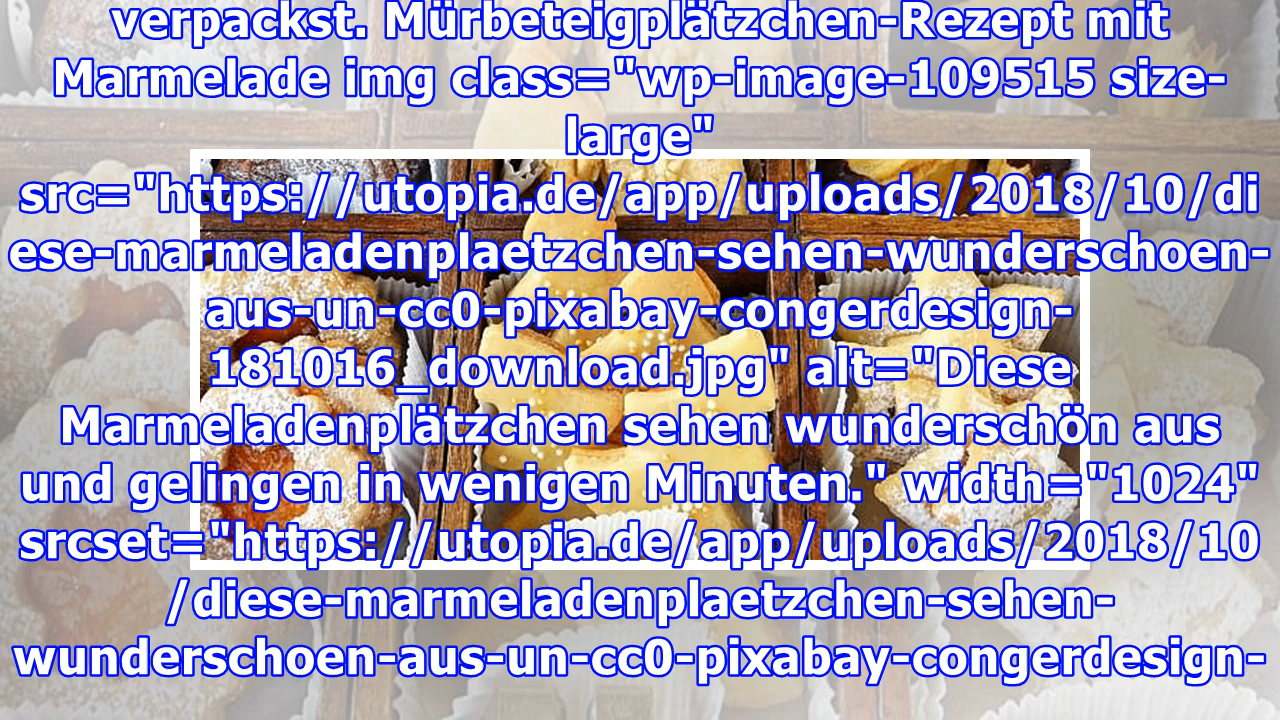 verpackst. Mürbeteigplätzchen-Rezept mit
Marmelade img class="wp-image-109515 size-
large"
src="https://utopia.de/app/uploads/2018/10/di
ese-marmeladenplaetzchen-sehen-wunderschoen-
aus-un-cc0-pixabay-congerdesign-
181016_download.jpg" alt="Diese
Marmeladenplätzchen sehen wunderschön aus
und gelingen in wenigen Minuten." width="1024"
srcset="https://utopia.de/app/uploads/2018/10
/diese-marmeladenplaetzchen-sehen-
wunderschoen-aus-un-cc0-pixabay-congerdesign-